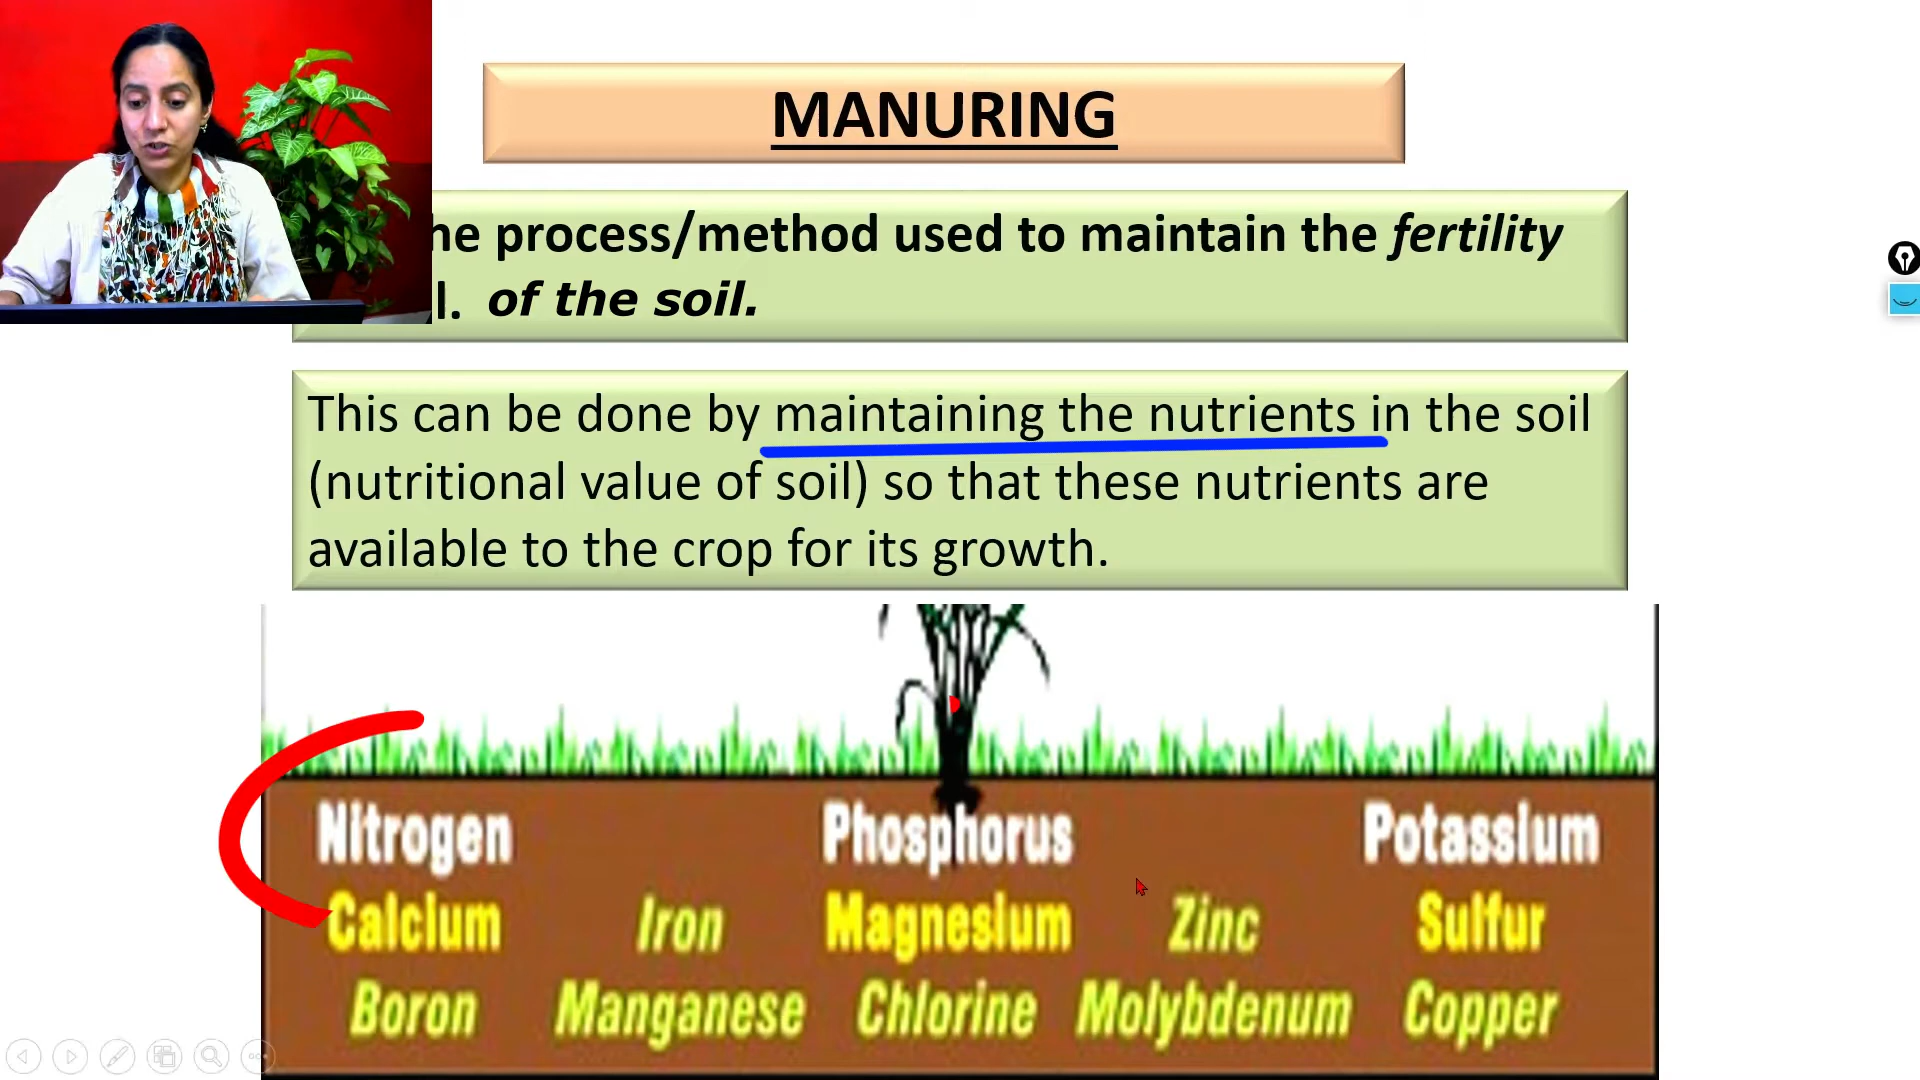 MANURING
he process/method used to maintain the fertility
l. of the soil.
This can be done by maintaining the nutrients in the soil
(nutritional value of soil) so that these nutrients are
available to the crop for its growth.
Nitrogen Phosphorus Potassium
Calcium Iron Magnesium Zinc Sulfur
Boron Manganese Chlorine Molybdenum Copper